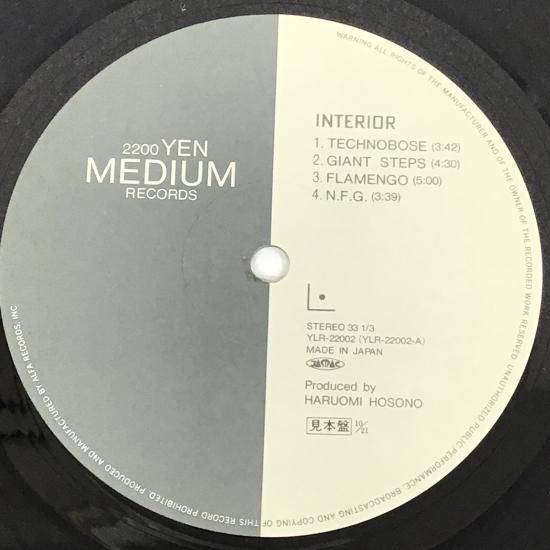 2200 YEN
MEDIUM
RECORDS
INTERIOR
1. TECHNOBOSE (3:42)
2. GIANT STEPS (4:30)
3. FLAMENGO (5:00)
4. N.F.G. (3:39)
STEREO 33 1/3
YLR-22002 (YLR-22002-A)
MADE IN JAPAN
JASRAC
Produced by
HARUOMI HOSONO
見本盤 10/21
WARNING ALL RIGHTS OF THE MANUFACTURER AND OF THE OWNER OF THE RECORDED WORK RESERVED UNAUTHORIZED PUBLIC PERFORMANCE, BROADCASTING AND COPYING OF THIS RECORD PROHIBITED. PRODUCED AND MANUFACTURED BY ALFA RECORDS, INC